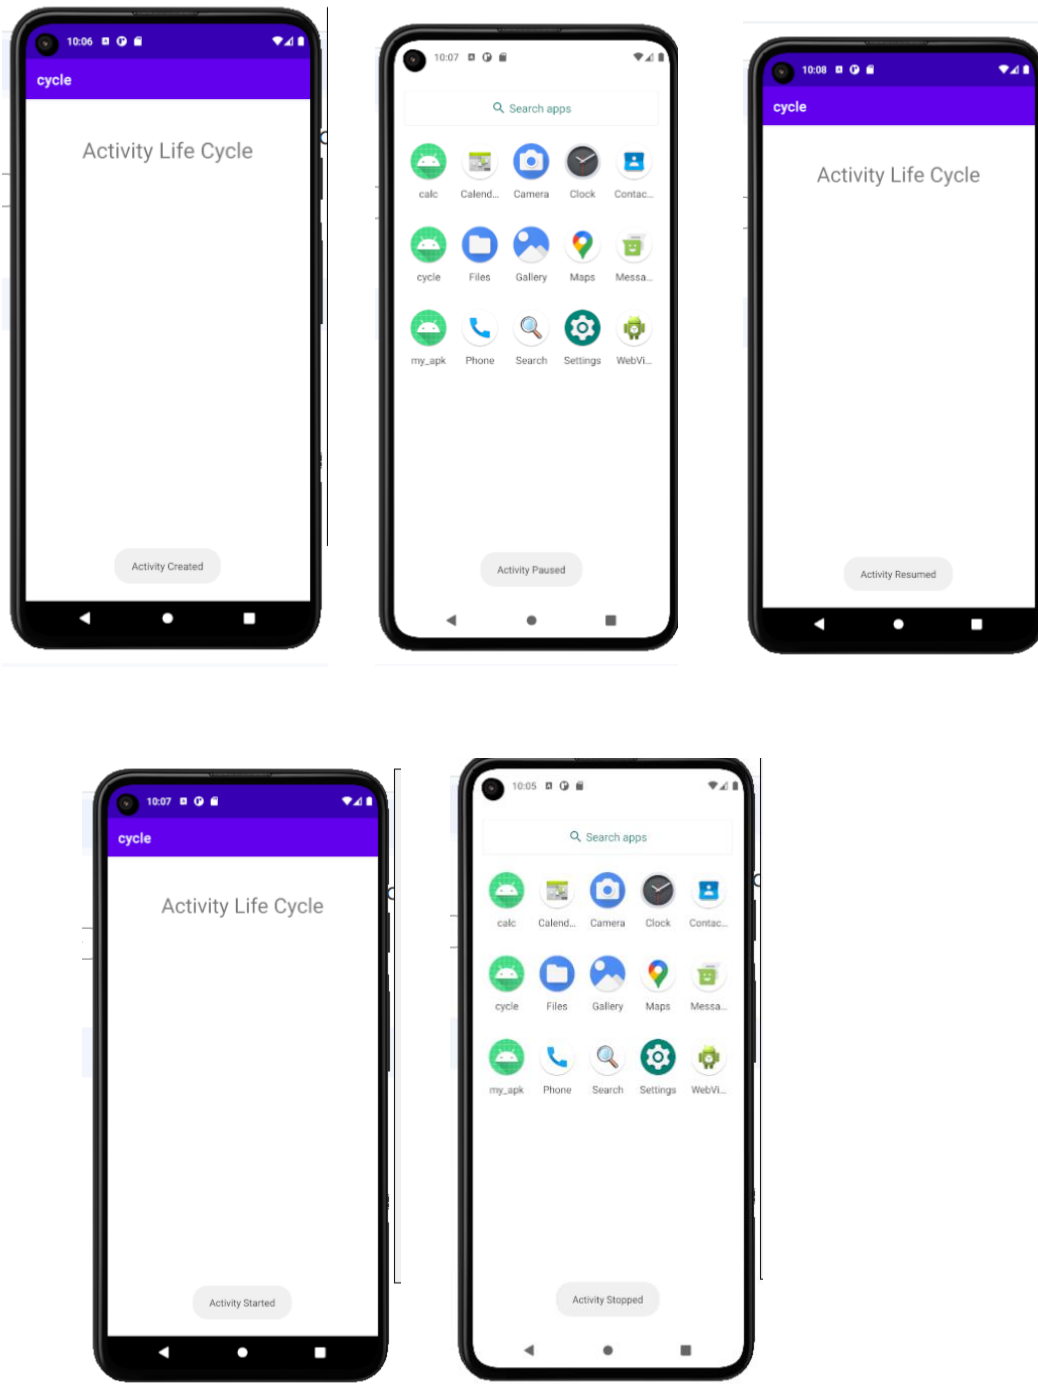 10:06
cycle
Activity Life Cycle
Activity Created
10:07
Search apps
calc Calend... Camera Clock Contac...
cycle Files Gallery Maps Messa...
my_apk Phone Search Settings WebVi...
Activity Paused
10:08
cycle
Activity Life Cycle
Activity Resumed
10:07
cycle
Activity Life Cycle
Activity Started
10:05
Search apps
calc Calend... Camera Clock Contac...
cycle Files Gallery Maps Messa...
my_apk Phone Search Settings WebVi...
Activity Stopped